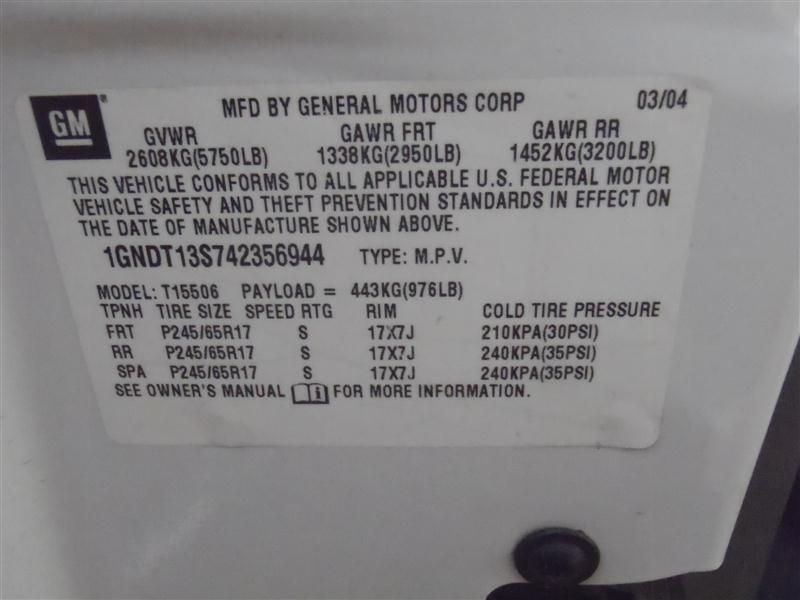 GM® MFD BY GENERAL MOTORS CORP 03/04
GVWR GAWR FRT GAWR RR
2608KG(5750LB) 1338KG(2950LB) 1452KG(3200LB)
THIS VEHICLE CONFORMS TO ALL APPLICABLE U.S. FEDERAL MOTOR
VEHICLE SAFETY AND THEFT PREVENTION STANDARDS IN EFFECT ON
THE DATE OF MANUFACTURE SHOWN ABOVE.
1GNDT13S742356944 TYPE: M.P.V.
MODEL: T15506 PAYLOAD = 443KG(976LB)
TPNH TIRE SIZE SPEED RTG RIM COLD TIRE PRESSURE
FRT P245/65R17 S 17X7J 210KPA(30PSI)
RR P245/65R17 S 17X7J 240KPA(35PSI)
SPA P245/65R17 S 17X7J 240KPA(35PSI)
SEE OWNER'S MANUAL i FOR MORE INFORMATION.